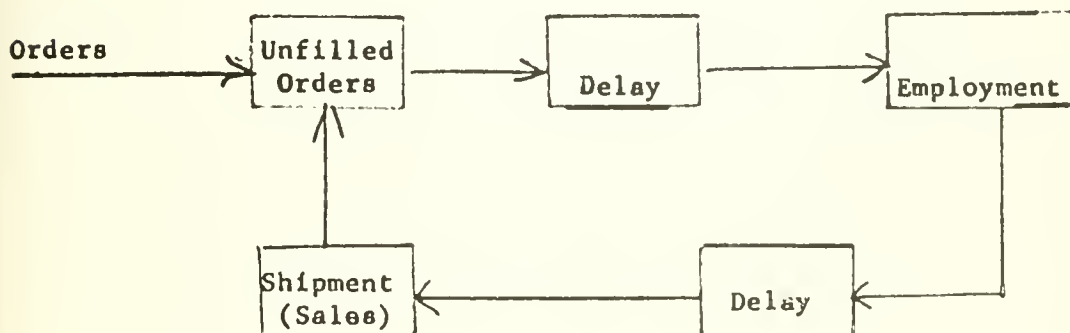 Orders
Unfilled
Orders
Delay
Employment
Delay
Shipment
(Sales)